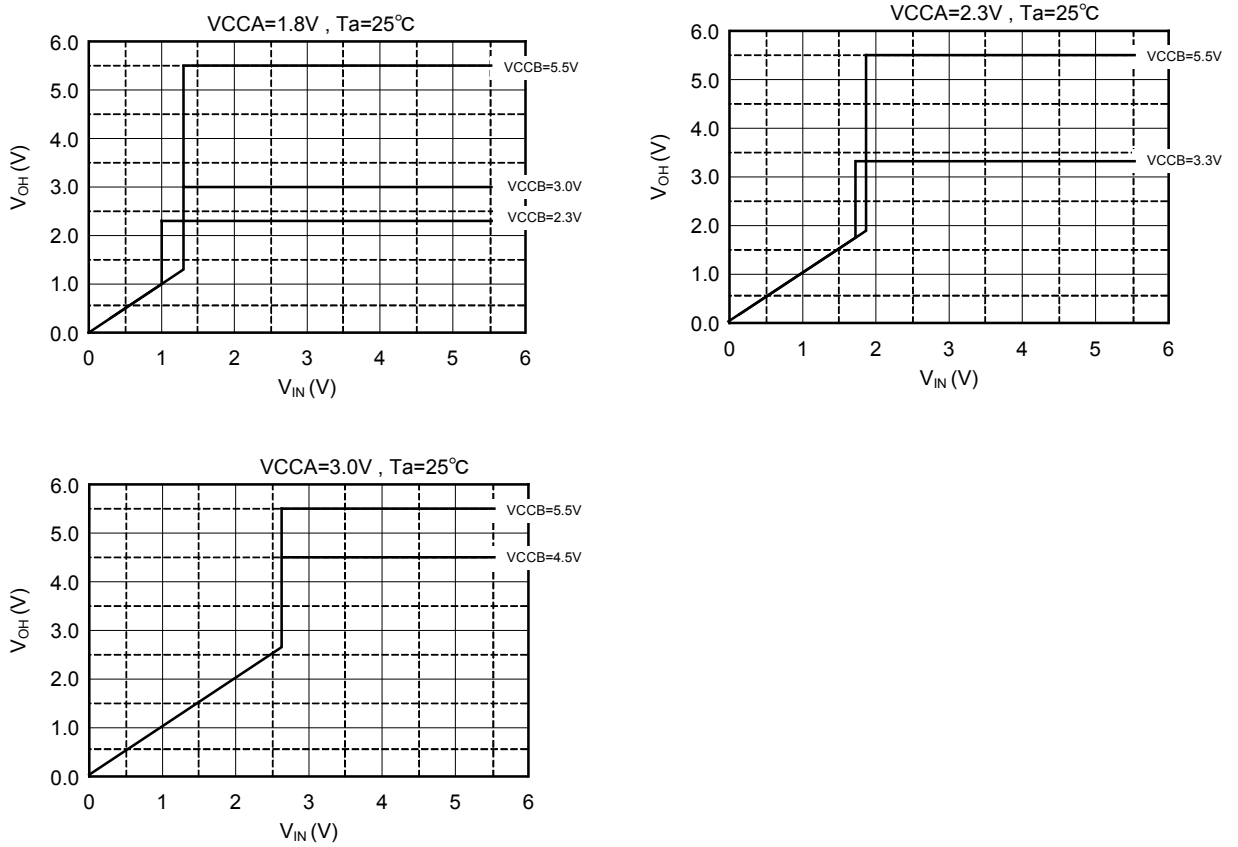 VCCA=1.8V , Ta=25℃
6.0
5.0
4.0
3.0
2.0
1.0
0.0
VOH (V)
VCCB=5.5V
VCCB=3.0V
VCCB=2.3V
0 1 2 3 4 5 6
VIN (V)
VCCA=2.3V , Ta=25℃
6.0
5.0
4.0
3.0
2.0
1.0
0.0
VOH (V)
VCCB=5.5V
VCCB=3.3V
0 1 2 3 4 5 6
VIN (V)
VCCA=3.0V , Ta=25℃
6.0
5.0
4.0
3.0
2.0
1.0
0.0
VOH (V)
VCCB=5.5V
VCCB=4.5V
0 1 2 3 4 5 6
VIN (V)